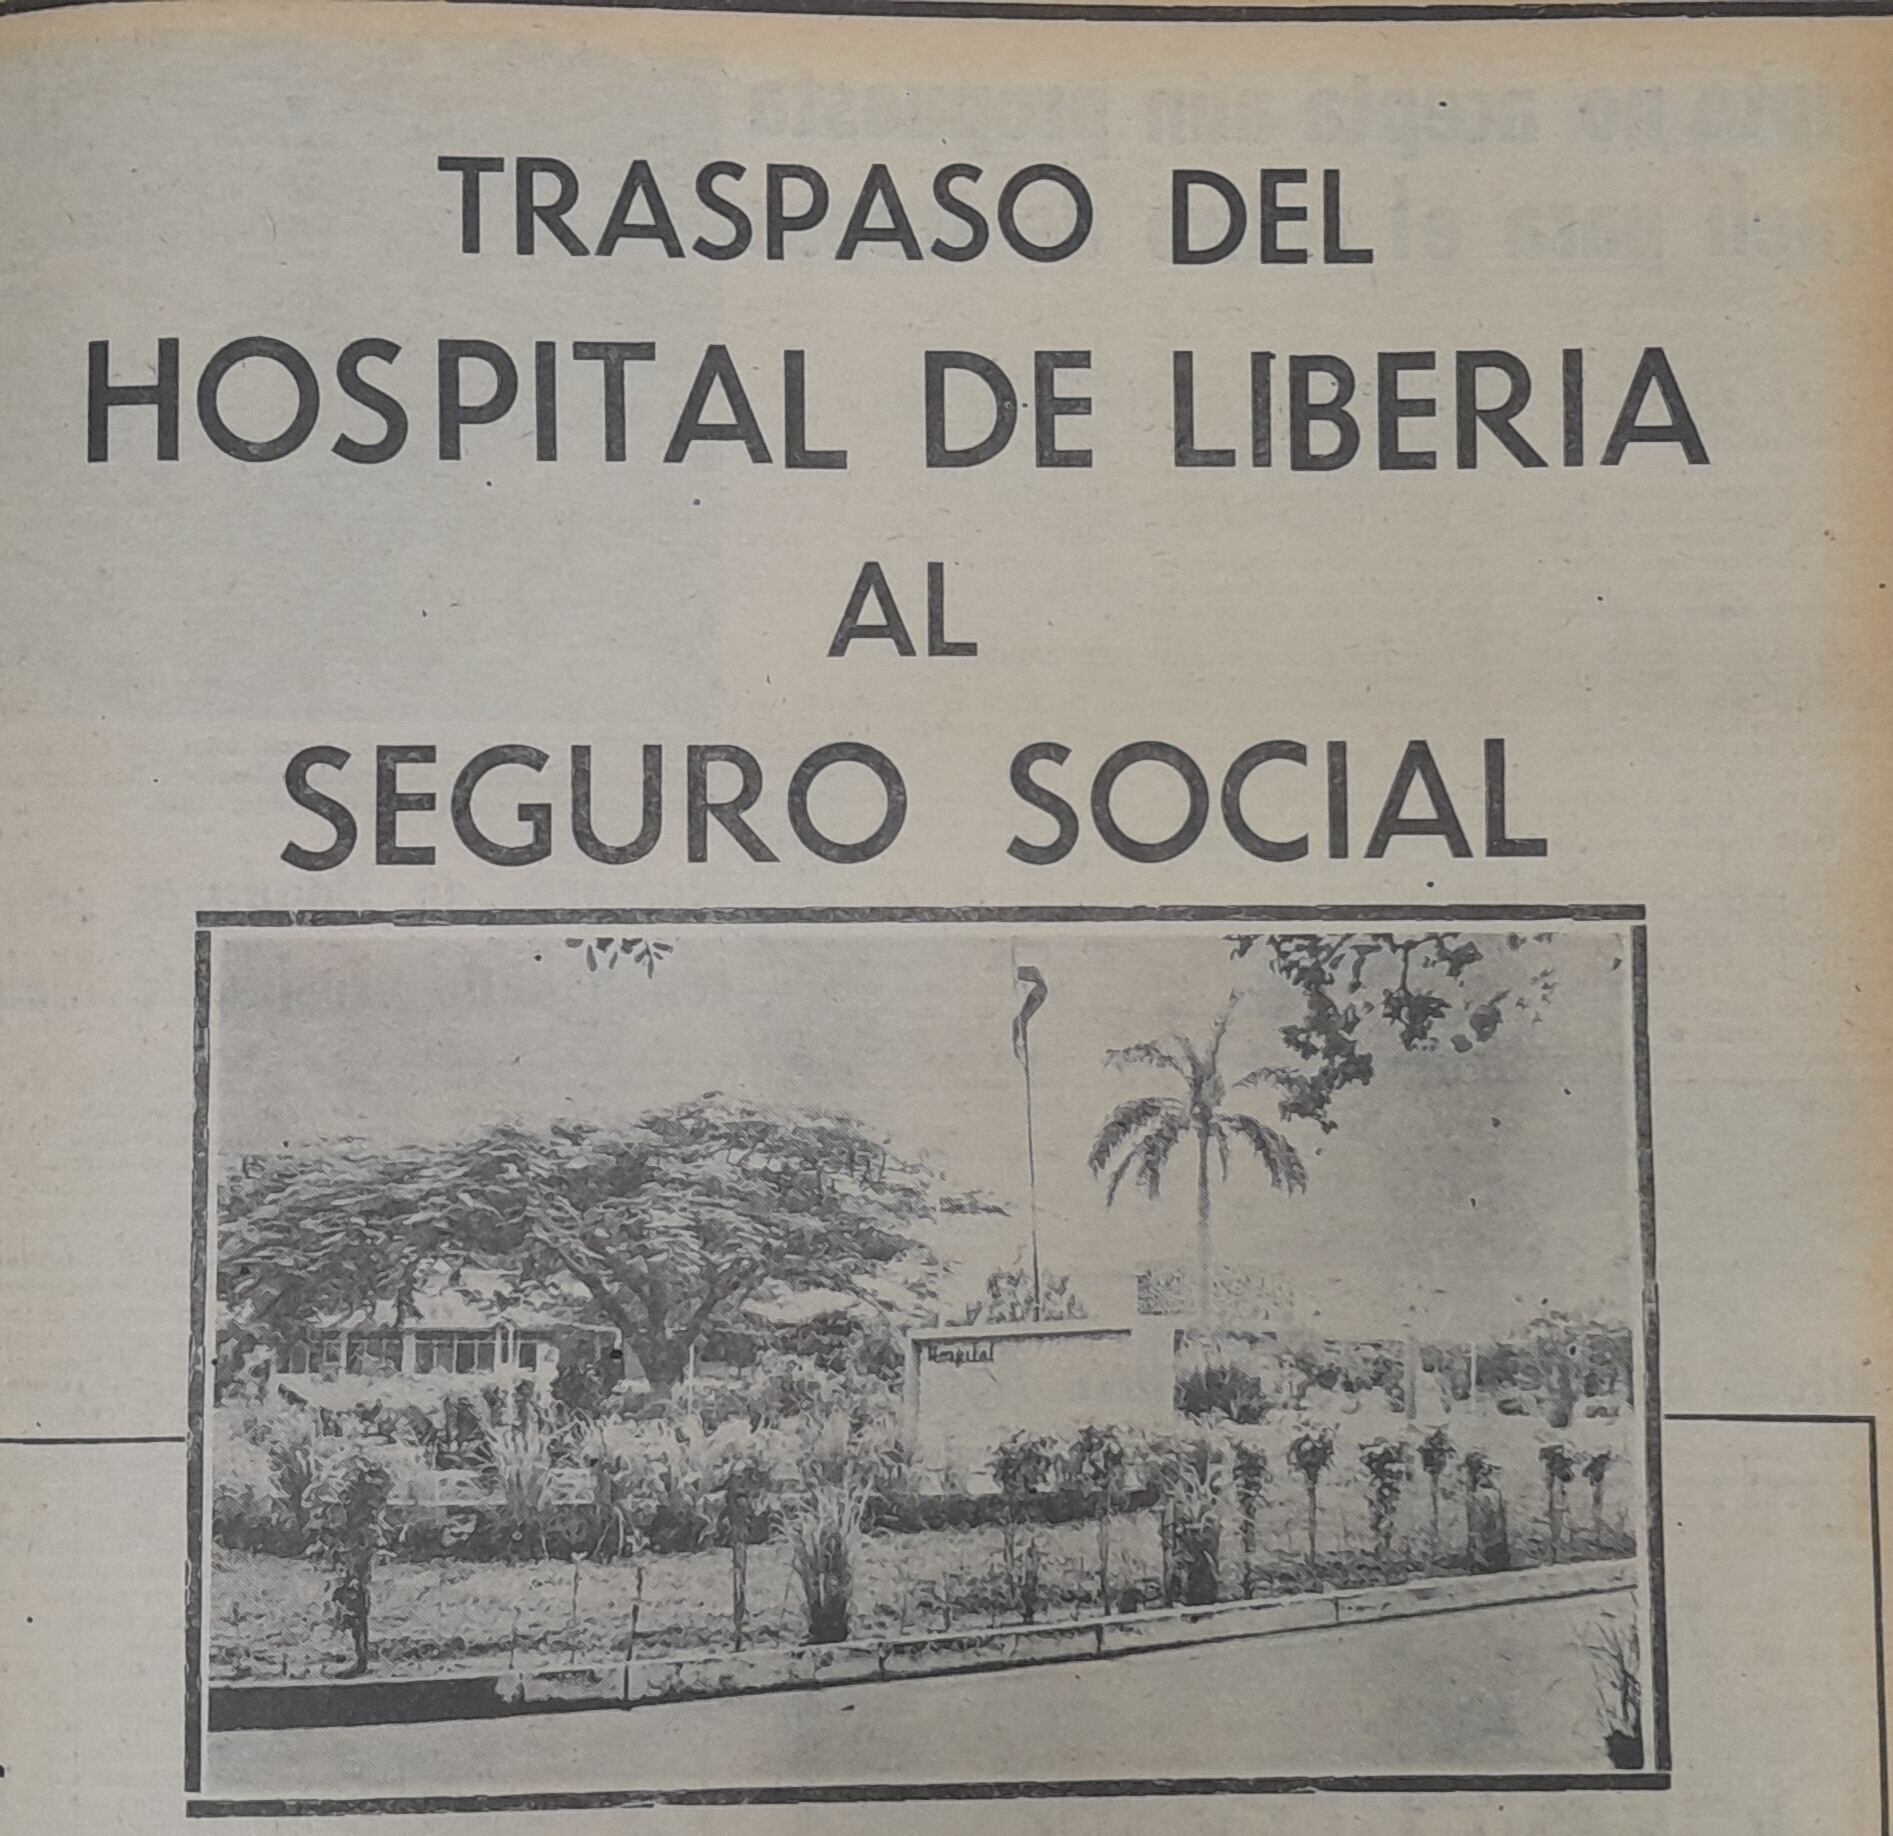 TRASPASO DEL
HOSPITAL DE LIBERIA
AL
SEGURO SOCIAL
Hospital